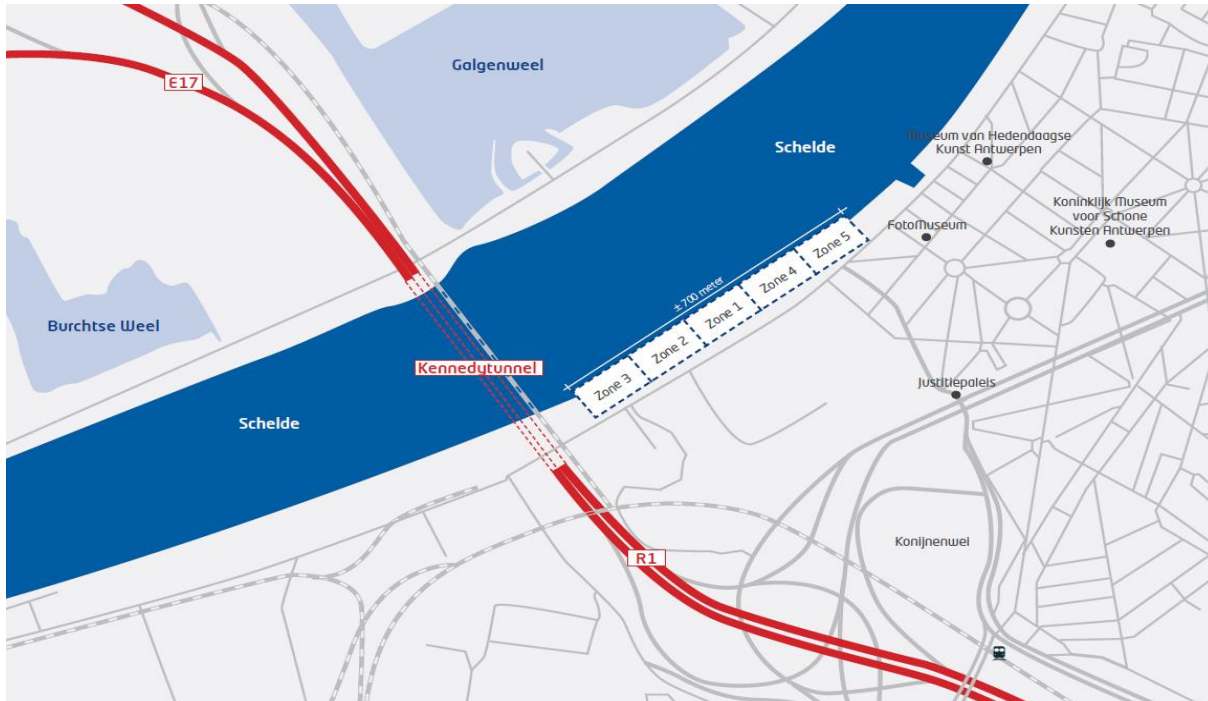 Galgenweel
E17
Schelde
Museum van Hedendaagse
Kunst Antwerpen
Koninklijk Museum
voor Schone
Kunsten Antwerpen
FotoMuseum
Zone 5
Zone 4
± 700 meter
Zone 1
Zone 2
Zone 3
Burchtse Weel
Kennedytunnel
Justitiepaleis
Schelde
Konijnenwei
R1